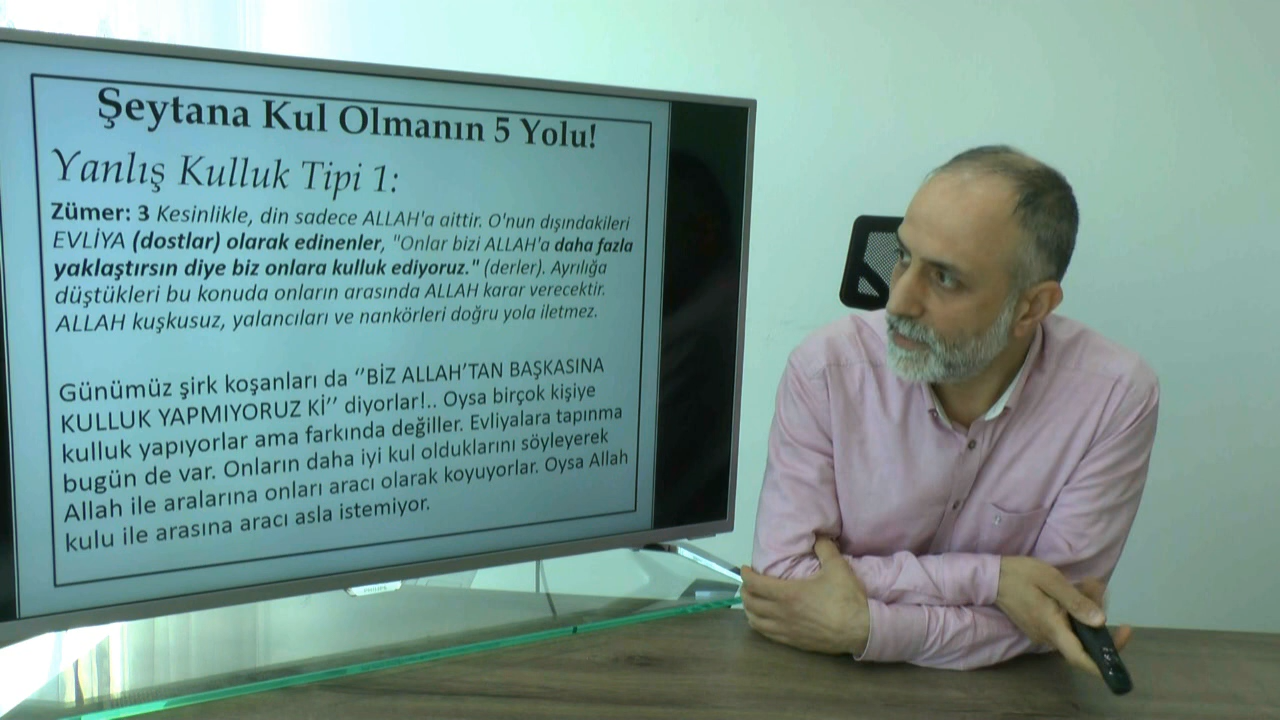 Şeytana Kul Olmanın 5 Yolu!
Yanlış Kulluk Tipi 1:
Zümer: 3 Kesinlikle, din sadece ALLAH'a aittir. O'nun dışındakileri
EVLİYA (dostlar) olarak edinenler, "Onlar bizi ALLAH'a daha fazla
yaklaştırsın diye biz onlara kulluk ediyoruz." (derler). Ayrılığa
düştükleri bu konuda onların arasında ALLAH karar verecektir.
ALLAH kuşkusuz, yalancıları ve nankörleri doğru yola iletmez.
Günümüz şirk koşanları da ‘’BİZ ALLAH’TAN BAŞKASINA
KULLUK YAPMIYORUZ Kİ’’ diyorlar!.. Oysa birçok kişiye
kulluk yapıyorlar ama farkında değiller. Evliyalara tapınma
bugün de var. Onların daha iyi kul olduklarını söyleyerek
Allah ile aralarına onları aracı olarak koyuyorlar. Oysa Allah
kulu ile arasına aracı asla istemiyor.
PHILIPS